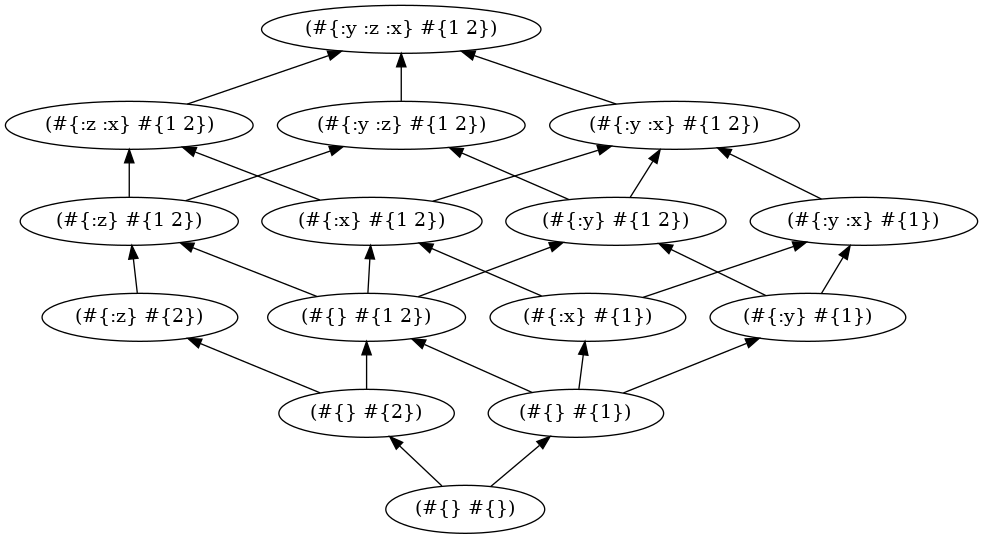 (#{:y :z :x} #{1 2})
(#{:z :x} #{1 2})
(#{:y :z} #{1 2})
(#{:y :x} #{1 2})
(#{:z} #{1 2})
(#{:x} #{1 2})
(#{:y} #{1 2})
(#{:y :x} #{1})
(#{:z} #{2})
(#{} #{1 2})
(#{:x} #{1})
(#{:y} #{1})
(#{} #{2})
(#{} #{1})
(#{} #{})